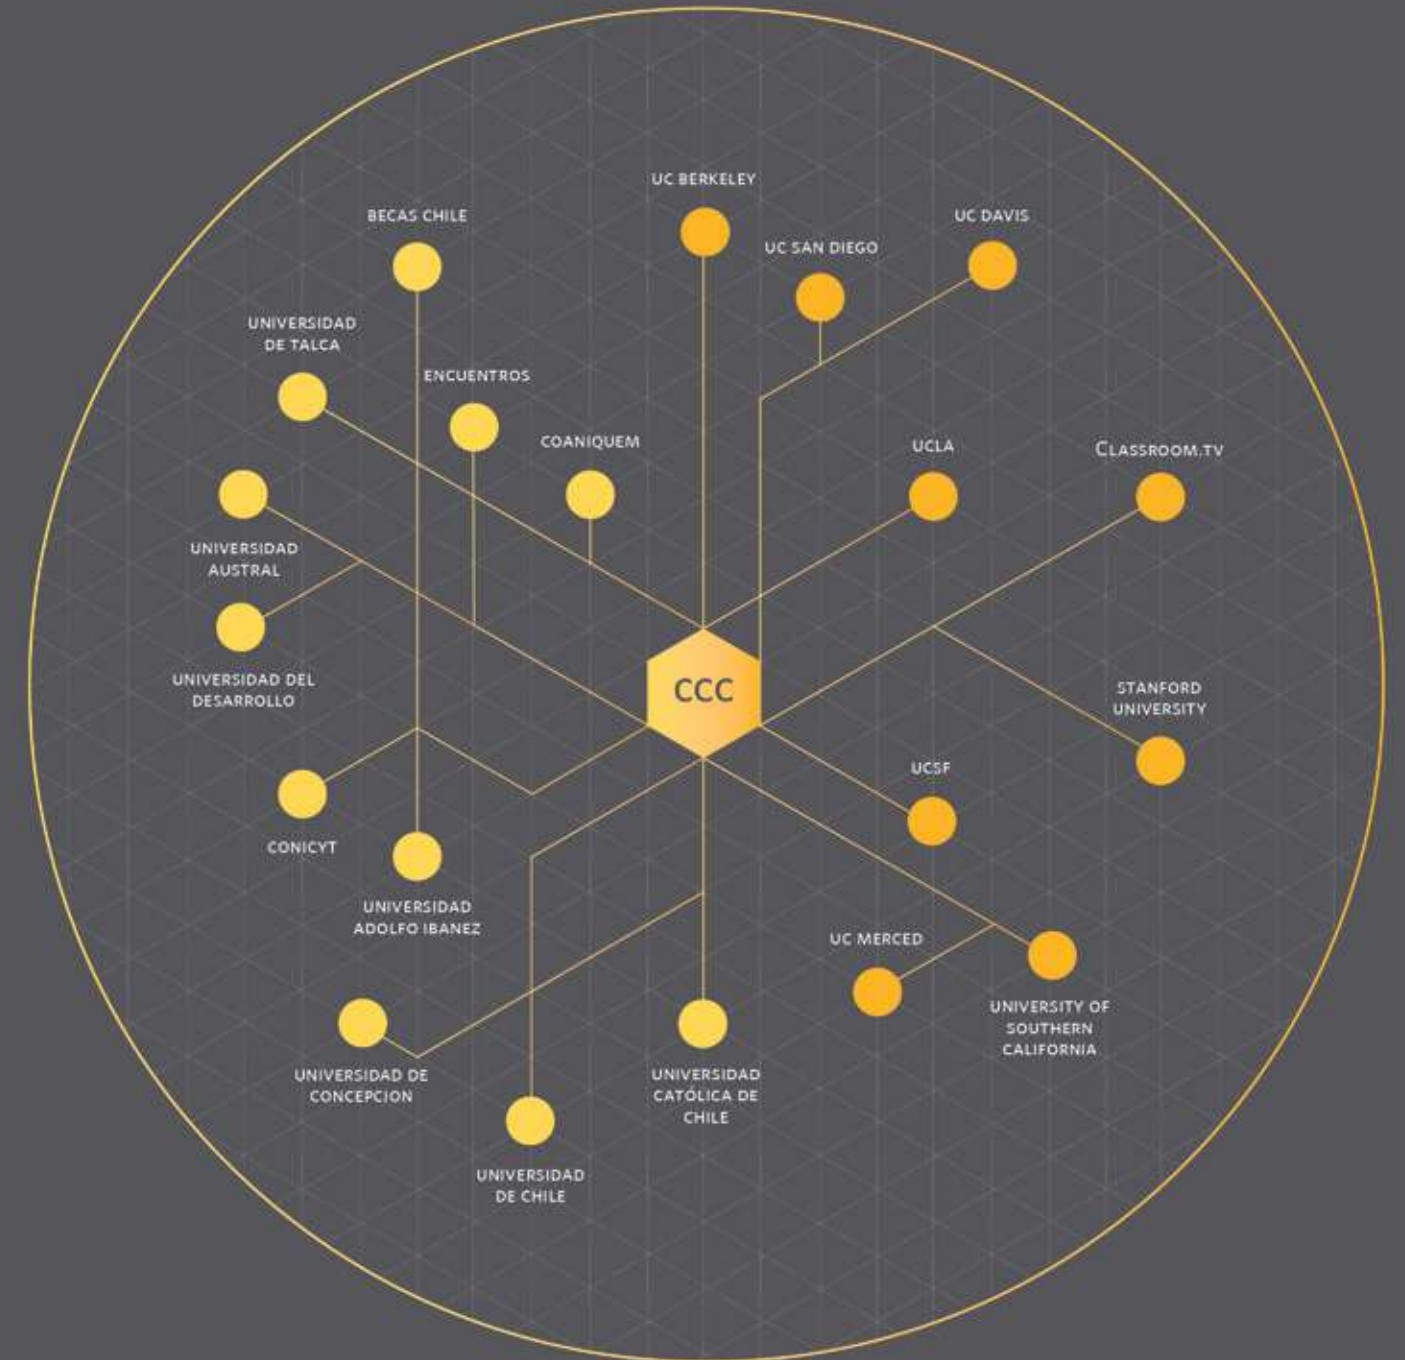 UC BERKELEY
BECAS CHILE
UC DAVIS
UC SAN DIEGO
UNIVERSIDAD
DE TALCA
ENCUENTROS
COANIQUEM
UCLA
CLASSROOM.TV
UNIVERSIDAD
AUSTRAL
UNIVERSIDAD DEL
DESARROLLO
CCC
STANFORD
UNIVERSITY
UCSF
CONICYT
UNIVERSIDAD
ADOLFO IBANEZ
UC MERCED
UNIVERSITY OF
SOUTHERN
CALIFORNIA
UNIVERSIDAD DE
CONCEPCION
UNIVERSIDAD
CATÓLICA DE
CHILE
UNIVERSIDAD
DE CHILE